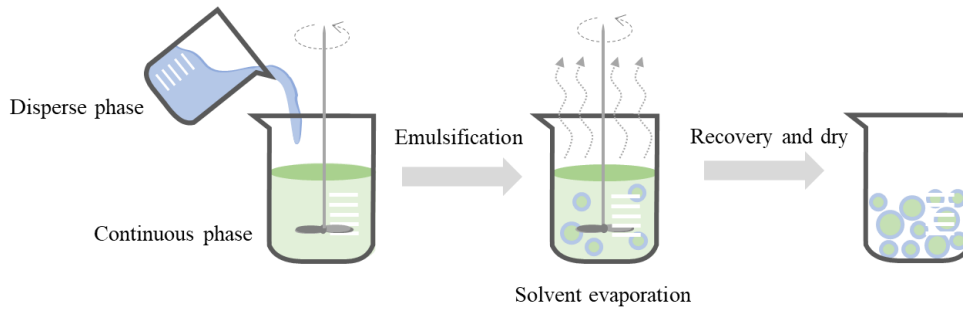 Disperse phase
Emulsification
Recovery and dry
Continuous phase
Solvent evaporation